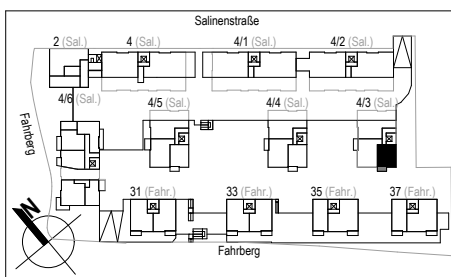 Salinenstraße
2 (Sal.) 4 (Sal.) 4/1 (Sal.) 4/2 (Sal.)
4/6 (Sal.) 4/5 (Sal.) 4/4 (Sal.) 4/3 (Sal.)
Fahrberg
31 (Fahr.) 33 (Fahr.) 35 (Fahr.) 37 (Fahr.)
N
Fahrberg